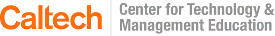 Caltech
Center for Technology &
Management Education